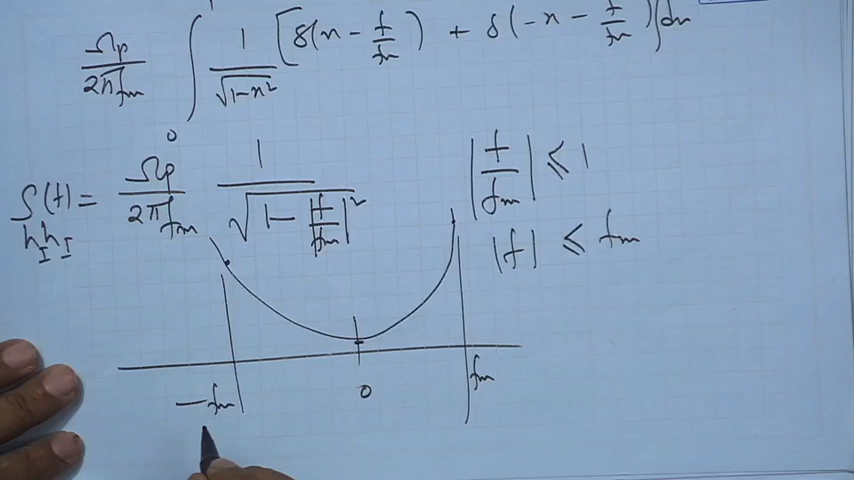 Ωp/2πfm ∫₀¹ 1/√(1-x²) [δ(x - f/fm) + δ(-x - f/fm)] dx
S(f) = Ωp/2πfm 1/√(1-|f/fm|²) |f/fm| ≤ 1
hIhI
|f| ≤ fm
-fm 0 fm